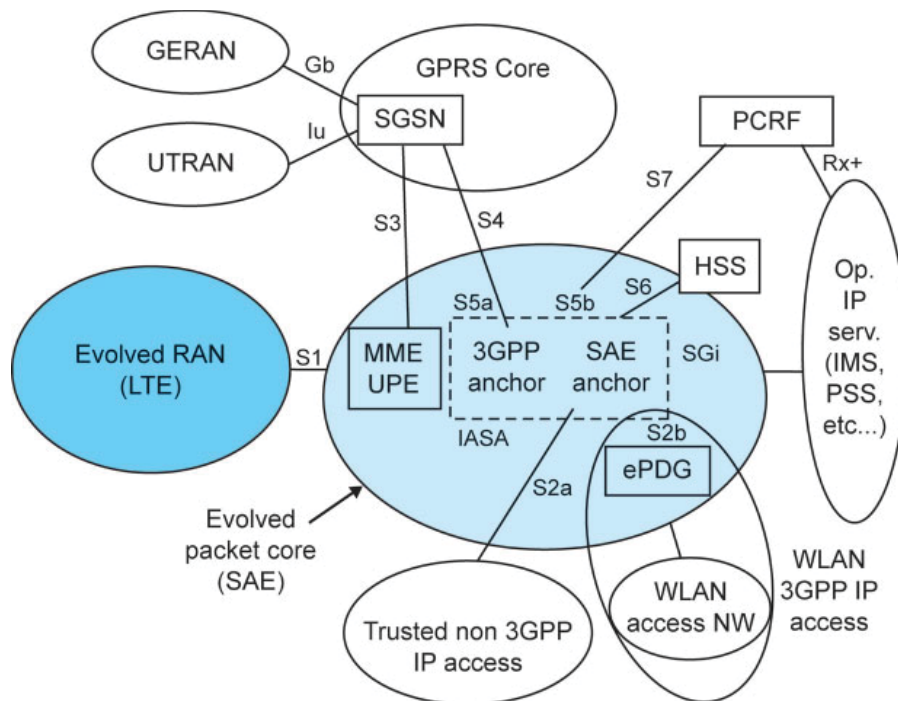 GERAN
Gb
GPRS Core
SGSN
PCRF
Iu
UTRAN
Rx+
S7
S3
S4
HSS
Op.
IP
serv.
(IMS,
PSS,
etc...)
S5a
S5b
S6
Evolved RAN
(LTE)
S1
MME
UPE
3GPP
anchor
SAE
anchor
SGi
IASA
S2b
ePDG
S2a
Evolved
packet core
(SAE)
WLAN
3GPP IP
access
WLAN
access NW
Trusted non 3GPP
IP access